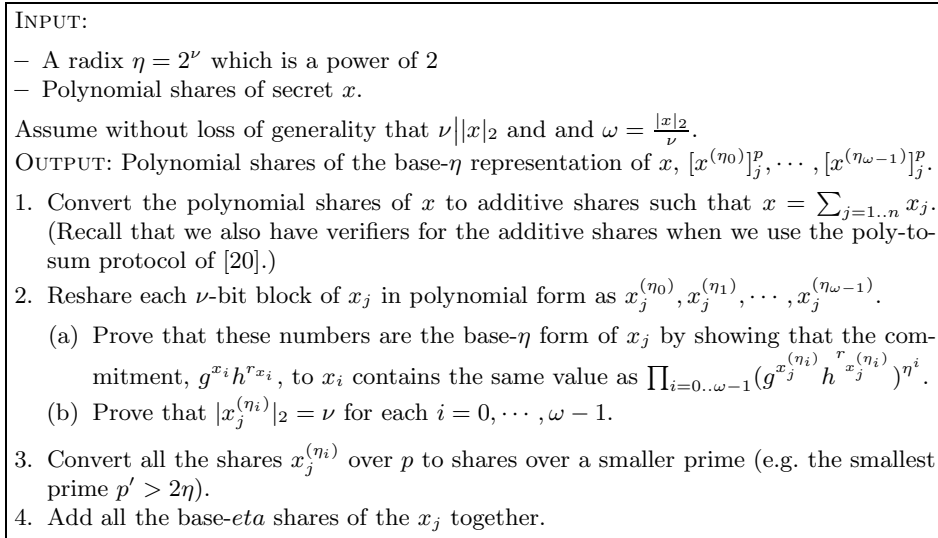 INPUT:
– A radix η = 2^ν which is a power of 2
– Polynomial shares of secret x.
Assume without loss of generality that ν||x|_2 and and ω = |x|_2/ν.
OUTPUT: Polynomial shares of the base-η representation of x, [x^(η_0)]_j^p, ⋯ , [x^(η_{ω−1})]_j^p.
1. Convert the polynomial shares of x to additive shares such that x = ∑_{j=1..n} x_j.
(Recall that we also have verifiers for the additive shares when we use the poly-to-
sum protocol of [20].)
2. Reshare each ν-bit block of x_j in polynomial form as x_j^(η_0), x_j^(η_1), ⋯ , x_j^(η_{ω−1}).
(a) Prove that these numbers are the base-η form of x_j by showing that the com-
mitment, g^{x_i} h^{r_{x_i}}, to x_i contains the same value as ∏_{i=0..ω−1}(g^{x_j^(η_i)} h^{r_{x_j^(η_i)}})^{η^i}.
(b) Prove that |x_j^(η_i)|_2 = ν for each i = 0, ⋯ , ω − 1.
3. Convert all the shares x_j^(η_i) over p to shares over a smaller prime (e.g. the smallest
prime p′ > 2η).
4. Add all the base-eta shares of the x_j together.